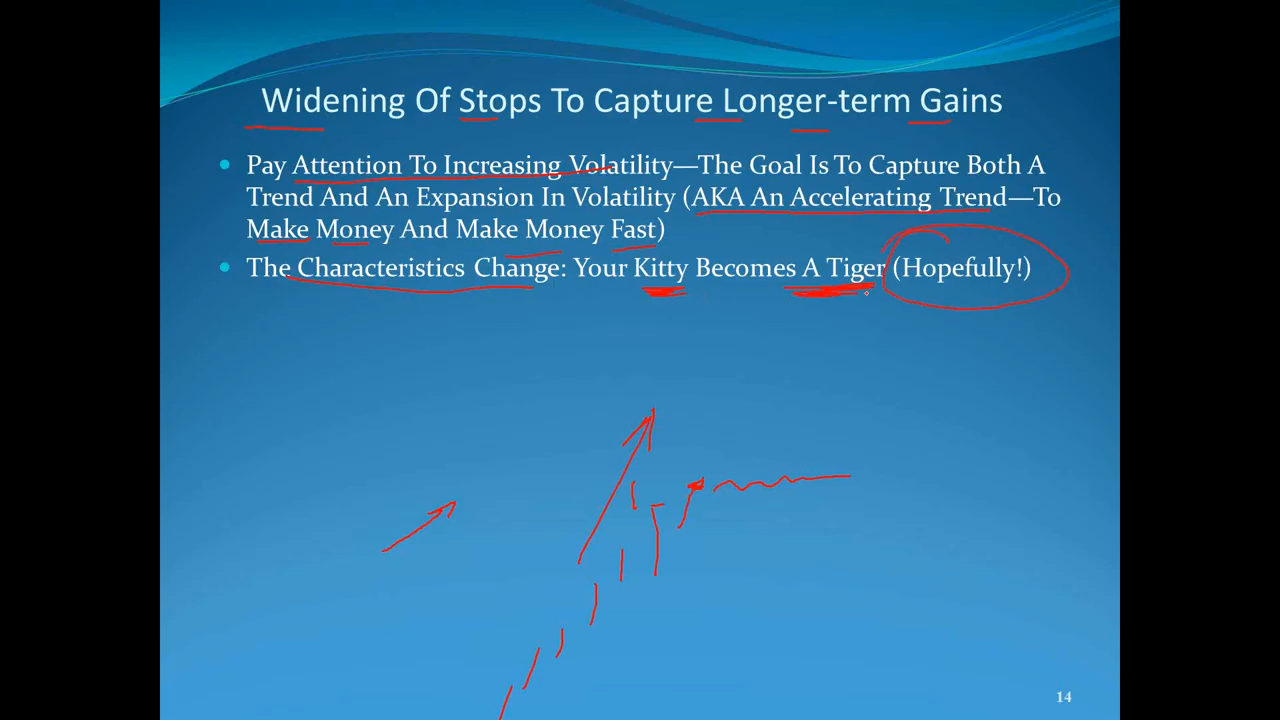 Widening Of Stops To Capture Longer-term Gains
Pay Attention To Increasing Volatility—The Goal Is To Capture Both A
Trend And An Expansion In Volatility (AKA An Accelerating Trend—To
Make Money And Make Money Fast)
The Characteristics Change: Your Kitty Becomes A Tiger (Hopefully!)
14